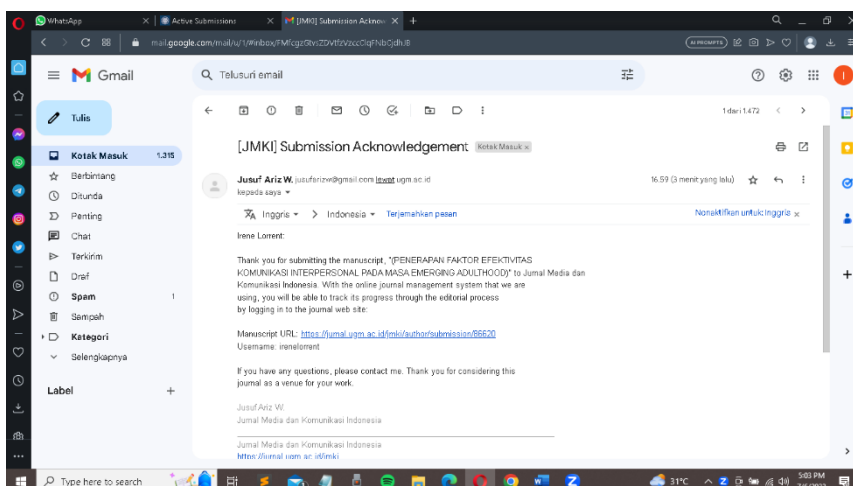 WhatsApp
Active Submissions
[JMKI] Submission Acknow
mail.google.com/mail/u/1/#inbox/
AI PROMPTS
Gmail
Telusuri email
Tulis
1 dari 1.472
[JMKI] Submission Acknowledgement Kotak Masuk ×
Kotak Masuk 1.315
Berbintang
Ditunda
Penting
Chat
Terkirim
Draf
Spam 1
Sampah
Kategori
Selengkapnya
Label +
Jusuf Ariz W, jusufarizw@gmail.com lewat ugm.ac.id
16.59 (3 menit yang lalu)
kepada saya
Inggris > Indonesia Terjemahkan pesan
Nonaktifkan untuk: Inggris ×
Irene Lorrent:
Thank you for submitting the manuscript, "(PENERAPAN FAKTOR EFEKTIVITAS
KOMUNIKASI INTERPERSONAL PADA MASA EMERGING ADULTHOOD)" to Jurnal Media dan
Komunikasi Indonesia. With the online journal management system that we are
using, you will be able to track its progress through the editorial process
by logging in to the journal web site:
Manuscript URL: https://jurnal.ugm.ac.id/jmki/author/submission/86620
Username: irenelorrent
If you have any questions, please contact me. Thank you for considering this
journal as a venue for your work.
Jusuf Ariz W.
Jurnal Media dan Komunikasi Indonesia
Jurnal Media dan Komunikasi Indonesia
https://jurnal.ugm.ac.id/jmki
Type here to search
31°C
5:03 PM